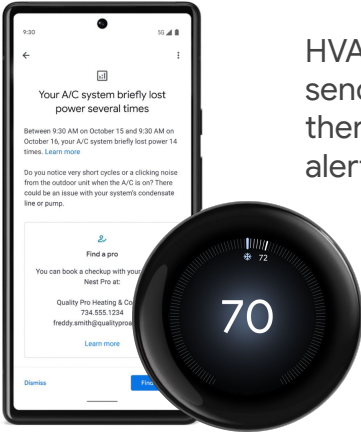 9:30
5G
Your A/C system briefly lost
power several times
Between 9:30 AM on October 15 and 9:30 AM on
October 16, your A/C system briefly lost power 14
times. Learn more
Do you notice very short cycles or a clicking noise
from the outdoor unit when the A/C is on? There
could be an issue with your system's condensate
line or pump.
Find a pro
You can book a checkup with your
Nest Pro at:
Quality Pro Heating & Co
734.555.1234
freddy.smith@qualitypro
Learn more
Dismiss
Fin
HVA
send
ther
aler
72
70